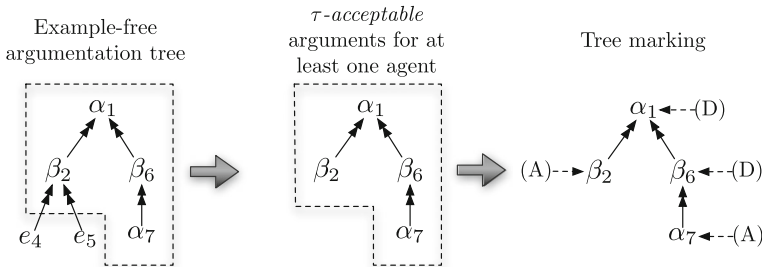 Example-free
argumentation tree
τ-acceptable
arguments for at
least one agent
Tree marking
α₁
β₂ β₆
e₄ e₅ α₇
α₁
β₂ β₆
α₇
α₁ (D)
(A) β₂ β₆ (D)
α₇ (A)